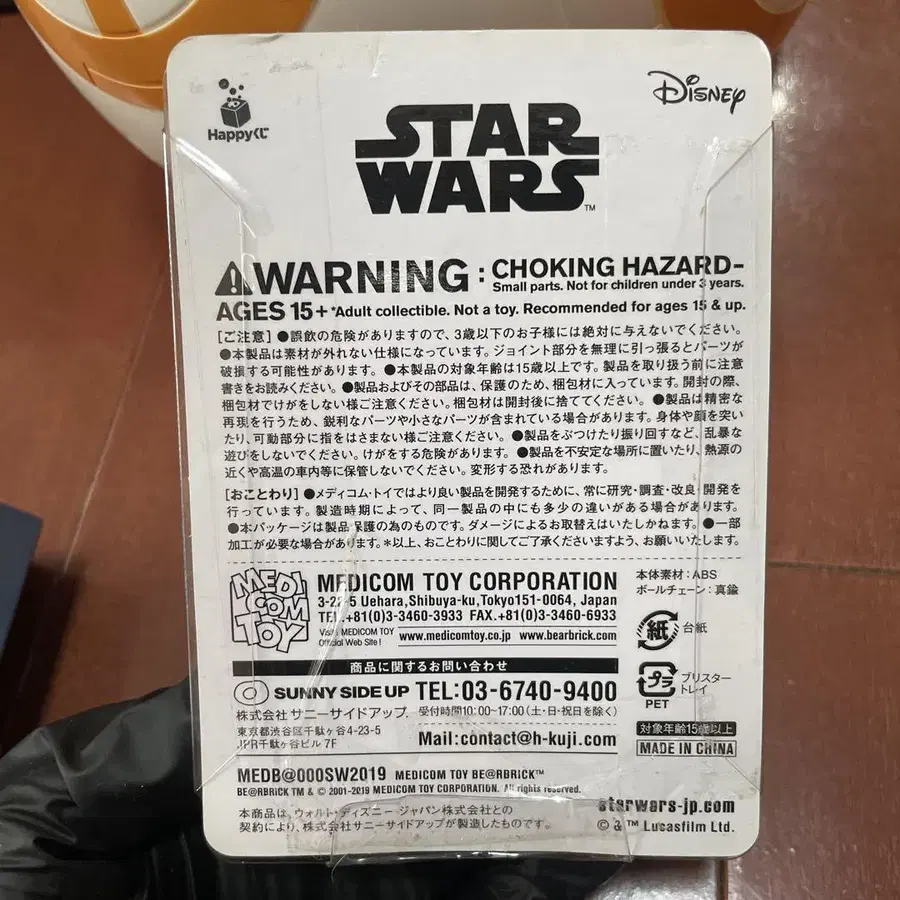 Happyくじ
Disney
STAR
WARS™
WARNING : CHOKING HAZARD-
Small parts. Not for children under 3 years.
AGES 15+ *Adult collectible. Not a toy. Recommended for ages 15 & up.
[ご注意] ●誤飲の危険がありますので、3歳以下のお子様には絶対に与えないでください。
●本製品は素材が外れない仕様になっています。ジョイント部分を無理に引っ張るとパーツが
破損する可能性があります。 ●本製品の対象年齢は15歳以上です。製品を取り扱う前に注意
書きをお読みください。 ●製品およびその部品は、保護のため、梱包材に入っています。開封の際、
梱包材でけがをしない様ご注意ください。梱包材は開封後に捨ててください。 ●製品は精密な
再現を行うため、鋭利なパーツや小さなパーツが含まれている場合があります。身体や顔を突い
たり、可動部分に指をはさまない様ご注意ください。 ●製品をぶつけたり振り回すなど、乱暴な
遊びをしないでください。けがをする危険があります。 ●製品を不安定な場所に置いたり、熱源の
近くや高温の車内等に保管しないでください。変形する恐れがあります。
[おことわり] ●メディコム・トイではより良い製品を開発するために、常に研究・調査・改良・開発を
行っています。製造時期によって、同一製品の中にも多少の違いがある場合があります。
●本パッケージは製品保護の為のものです。ダメージによるお取替えはいたしかねます。 ●一部
加工が必要な場合があります。*以上、おことわりに関してご了承くださいますよう、お願いいたします。
MEDI
COM
TOY
MEDICOM TOY CORPORATION
3-22-5 Uehara,Shibuya-ku,Tokyo151-0064, Japan
TEL.+81(0)3-3460-3933 FAX.+81(0)3-3460-6933
Visit MEDICOM TOY
Official Web Site !
www.medicomtoy.co.jp www.bearbrick.com
本体素材:ABS
ボールチェーン:真鍮
紙
台紙
プラ
PET
ブリスター
トレイ
商品に関するお問い合わせ
SUNNY SIDE UP TEL:03-6740-9400
株式会社 サニーサイドアップ. 受付時間10:00-17:00(土・日・祝日を除く)
東京都渋谷区千駄ヶ谷4-23-5
JPR千駄ヶ谷ビル 7F
Mail:contact@h-kuji.com
対象年齢15歳以上
MADE IN CHINA
MEDB@000SW2019 MEDICOM TOY BE@RBRICK™
BE@RBRICK TM & © 2001-2019 MEDICOM TOY CORPORATION. All rights reserved.
本商品は、ウォルト・ディズニー・ジャパン株式会社との
契約により、株式会社サニーサイドアップが製造したものです。
starwars-jp.com
© & ™ Lucasfilm Ltd.